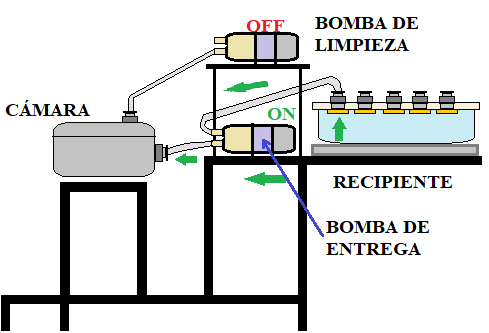 OFF
BOMBA DE
LIMPIEZA
CÁMARA
ON
RECIPIENTE
BOMBA DE
ENTREGA